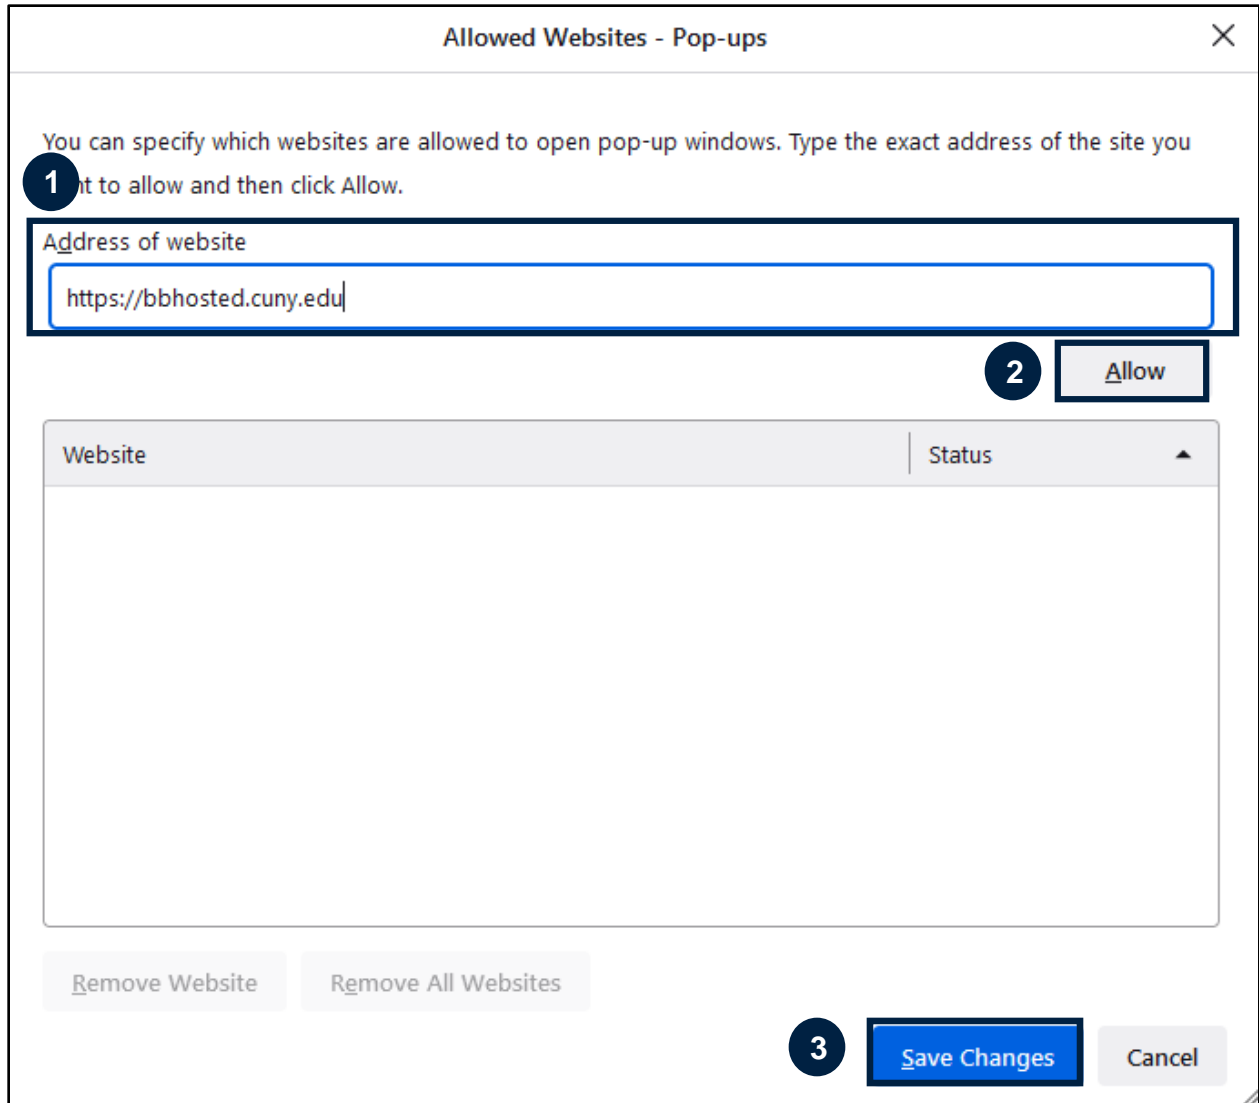 Allowed Websites - Pop-ups
You can specify which websites are allowed to open pop-up windows. Type the exact address of the site you
1 nt to allow and then click Allow.
Address of website
https://bbhosted.cuny.edu
2 Allow
Website Status
Remove Website Remove All Websites
3 Save Changes Cancel